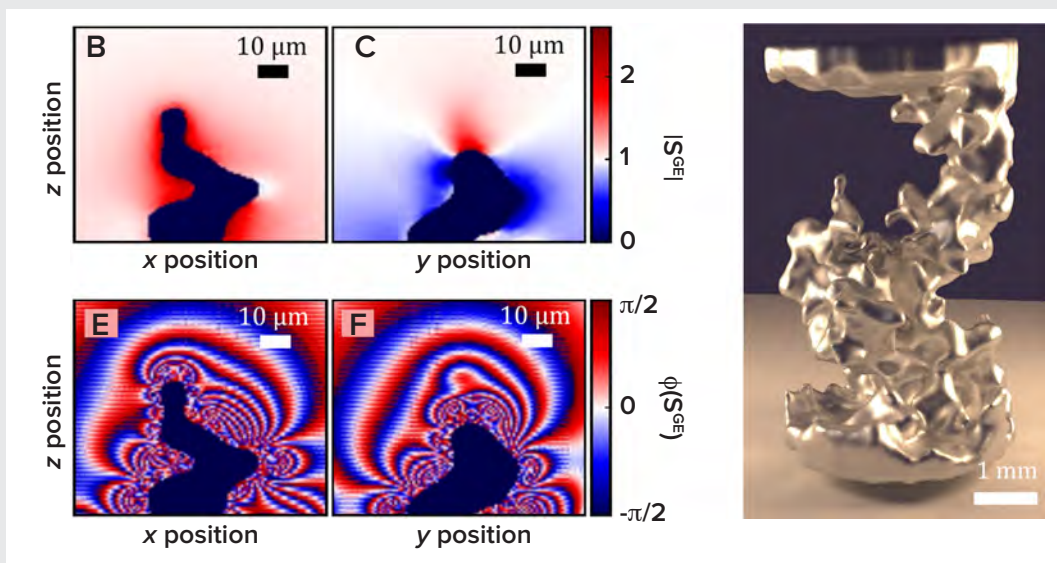 B
10 µm
C
10 µm
2
1
0
|S^GE|
z position
x position
y position
E
10 µm
F
10 µm
π/2
0
-π/2
ϕ(S^GE)
z position
x position
y position
1 mm